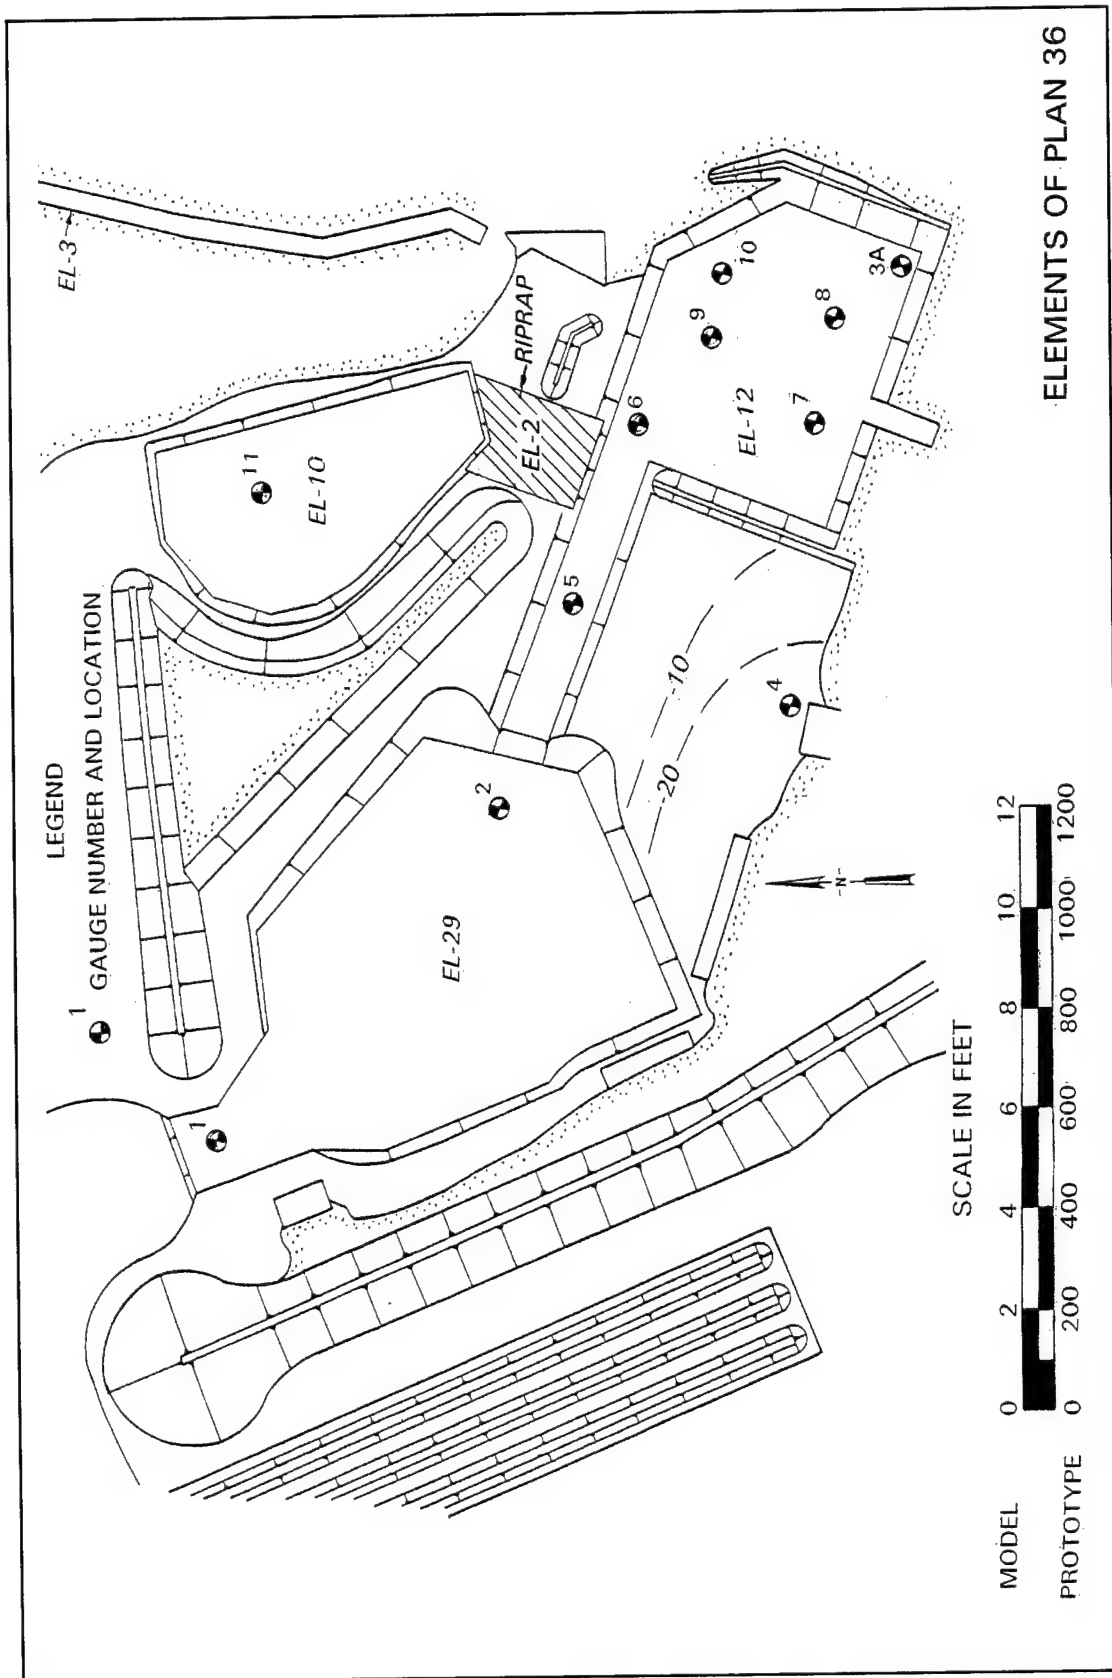 LEGEND
1 GAUGE NUMBER AND LOCATION
EL-3
1
11
EL-10
RIPRAP
EL-2
2
EL-29
5
6
9
10
EL-12
8
7
3A
-10
-20
4
-N-
SCALE IN FEET
MODEL 0 2 4 6 8 10 12
PROTOTYPE 0 200 400 600 800 1000 1200
ELEMENTS OF PLAN 36